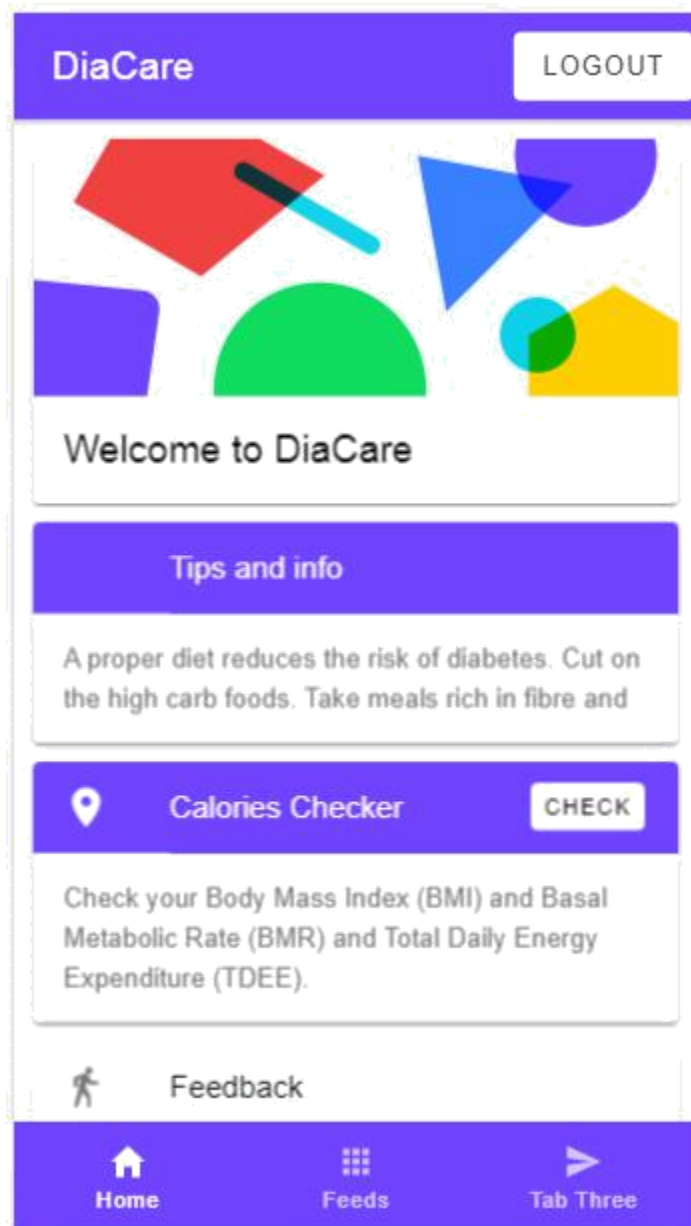 DiaCare
LOGOUT
Welcome to DiaCare
Tips and info
A proper diet reduces the risk of diabetes. Cut on
the high carb foods. Take meals rich in fibre and
Calories Checker
CHECK
Check your Body Mass Index (BMI) and Basal
Metabolic Rate (BMR) and Total Daily Energy
Expenditure (TDEE).
Feedback
Home
Feeds
Tab Three